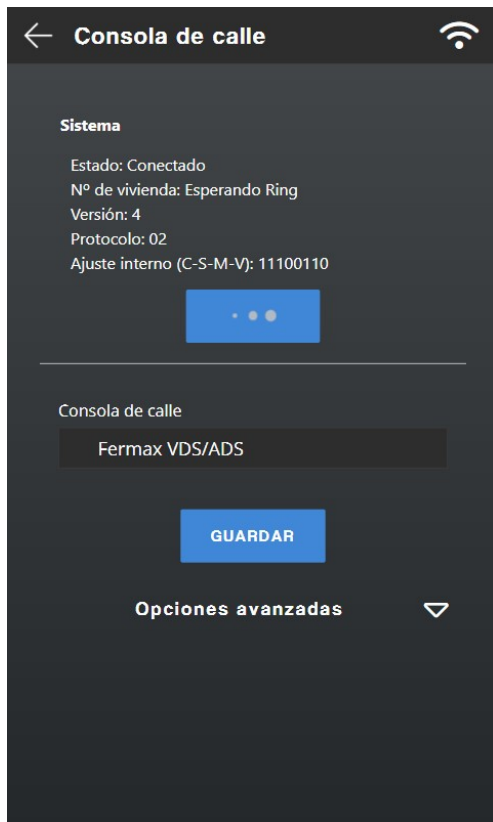 Consola de calle
Sistema
Estado: Conectado
Nº de vivienda: Esperando Ring
Versión: 4
Protocolo: 02
Ajuste interno (C-S-M-V): 11100110
Consola de calle
Fermax VDS/ADS
GUARDAR
Opciones avanzadas